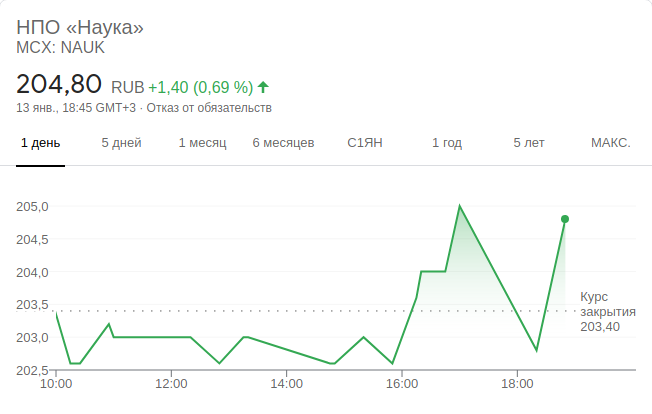 НПО «Наука»
MCX: NAUK
204,80 RUB +1,40 (0,69 %)
13 янв., 18:45 GMT+3 · Отказ от обязательств
1 день 5 дней 1 месяц 6 месяцев С1ЯН 1 год 5 лет МАКС.
205,0
204,5
204,0
203,5
203,0
202,5
Курс
закрытия
203,40
10:00 12:00 14:00 16:00 18:00